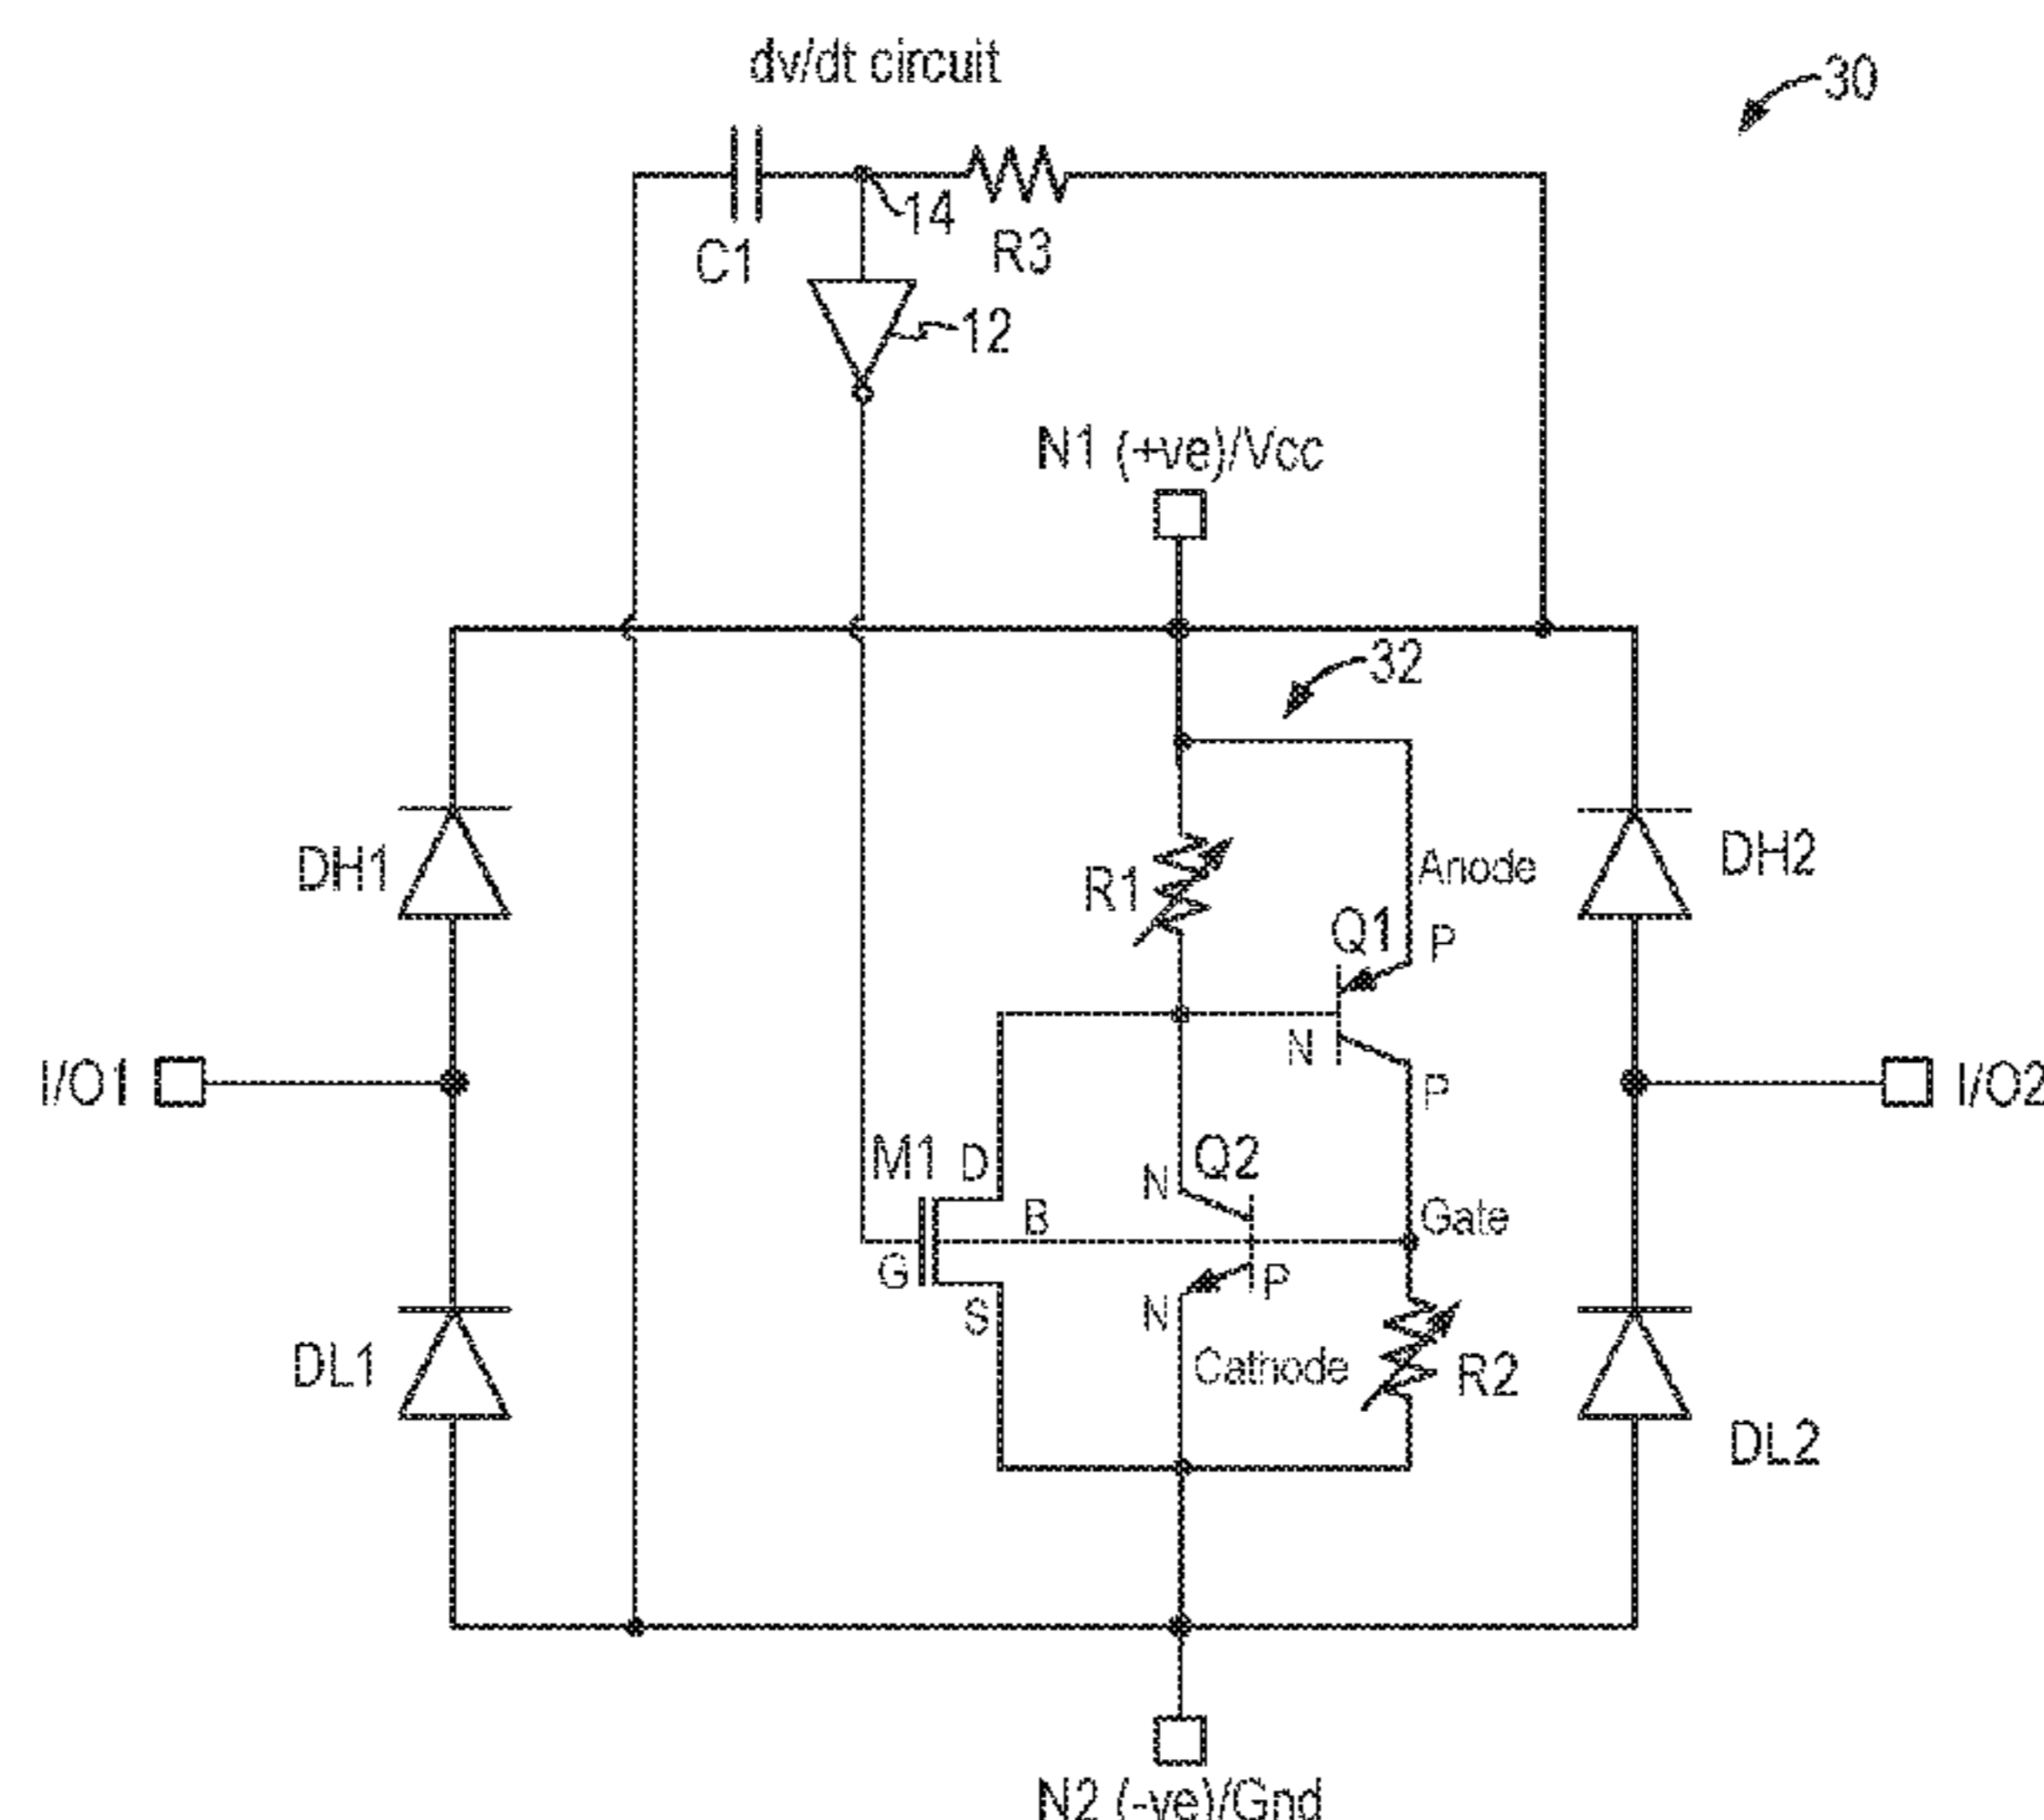 dv/dt circuit
30
14
C1
R3
12
N1 (+ve)/Vcc
32
DH1
R1
Anode
DH2
Q1
P
N
I/O1
P
I/O2
M1
D
N
Q2
B
Gate
G
P
S
N
DL1
Cathode
R2
DL2
N2 (-ve)/Gnd